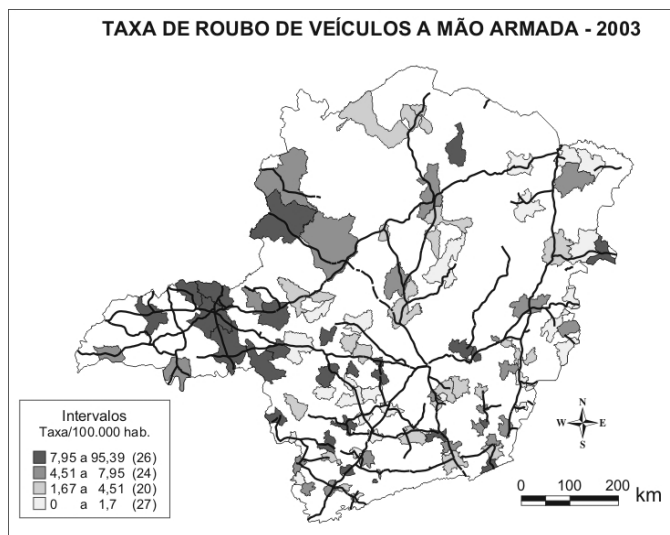 TAXA DE ROUBO DE VEÍCULOS A MÃO ARMADA - 2003
Intervalos
Taxa/100.000 hab.
7,95 a 95,39 (26)
4,51 a 7,95 (24)
1,67 a 4,51 (20)
0 a 1,7 (27)
N
W E
S
0 100 200
km